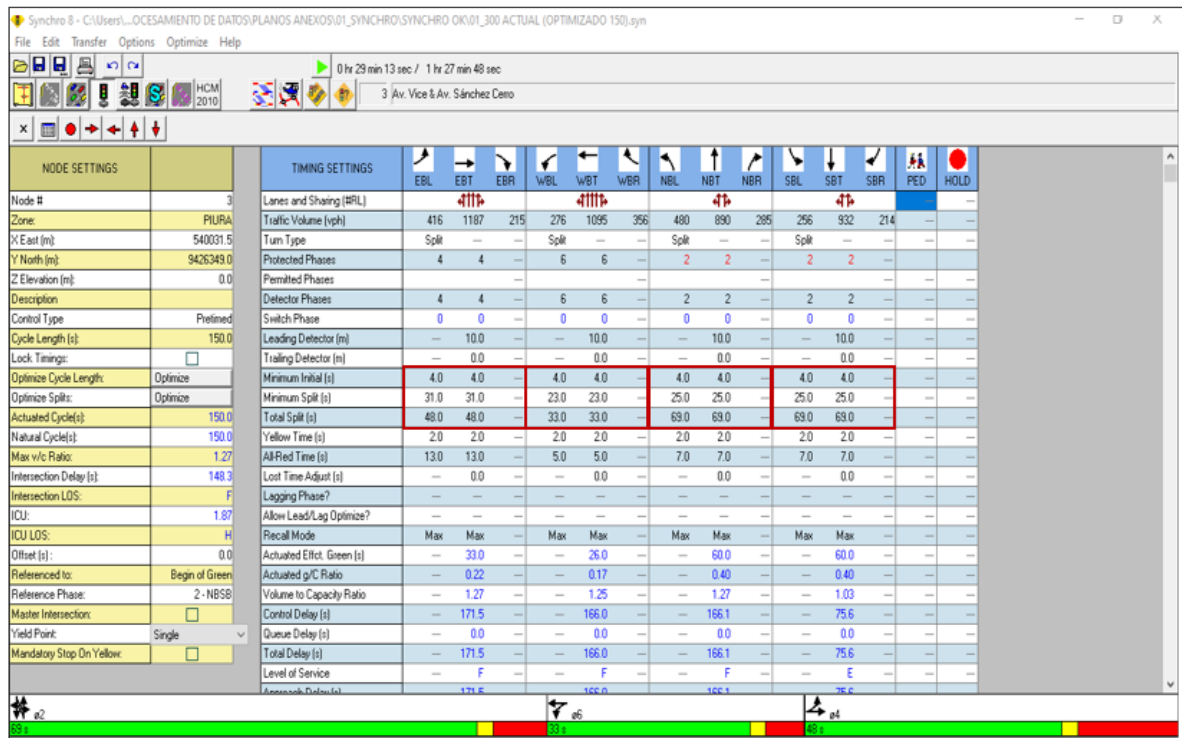 Synchro 8 - C:\Users\...OCESAMIENTO DE DATOS\PLANOS ANEXOS\01_SYNCHRO\SYNCHRO OK\01_300 ACTUAL (OPTIMIZADO 150).syn
File Edit Transfer Options Optimize Help
0 hr 29 min 13 sec / 1 hr 27 min 48 sec
HCM 2010
3 Av. Vice & Av. Sánchez Cerro
NODE SETTINGS
Node # 3
Zone: PIURA
X East (m): 540031.5
Y North (m): 9426349.0
Z Elevation (m): 0.0
Description
Control Type Pretimed
Cycle Length (s): 150.0
Lock Timings:
Optimize Cycle Length: Optimize
Optimize Splits: Optimize
Actuated Cycle(s): 150.0
Natural Cycle(s): 150.0
Max v/c Ratio: 1.27
Intersection Delay (s): 148.3
Intersection LOS: F
ICU: 1.87
ICU LOS: H
Offset (s) : 0.0
Referenced to: Begin of Green
Reference Phase: 2 - NBSB
Master Intersection:
Yield Point: Single
Mandatory Stop On Yellow:
TIMING SETTINGS EBL EBT EBR WBL WBT WBR NBL NBT NBR SBL SBT SBR PED HOLD
Lanes and Sharing (#RL) — —
Traffic Volume (vph) 416 1187 215 276 1095 356 480 890 285 256 932 214 — —
Turn Type Split — — Split — — Split — — Split — — — —
Protected Phases 4 4 — 6 6 — 2 2 — 2 2 — — —
Permitted Phases — — — — — —
Detector Phases 4 4 — 6 6 — 2 2 — 2 2 — — —
Switch Phase 0 0 — 0 0 — 0 0 — 0 0 — — —
Leading Detector (m) — 10.0 — — 10.0 — — 10.0 — — 10.0 — — —
Trailing Detector (m) — 0.0 — — 0.0 — — 0.0 — — 0.0 — — —
Minimum Initial (s) 4.0 4.0 — 4.0 4.0 — 4.0 4.0 — 4.0 4.0 — — —
Minimum Split (s) 31.0 31.0 — 23.0 23.0 — 25.0 25.0 — 25.0 25.0 — — —
Total Split (s) 48.0 48.0 — 33.0 33.0 — 69.0 69.0 — 69.0 69.0 — — —
Yellow Time (s) 2.0 2.0 — 2.0 2.0 — 2.0 2.0 — 2.0 2.0 — — —
All-Red Time (s) 13.0 13.0 — 5.0 5.0 — 7.0 7.0 — 7.0 7.0 — — —
Lost Time Adjust (s) — 0.0 — — 0.0 — — 0.0 — — 0.0 — — —
Lagging Phase? — — — — — — — — — — — — — —
Allow Lead/Lag Optimize? — — — — — — — — — — — — — —
Recall Mode Max Max — Max Max — Max Max — Max Max — — —
Actuated Effct. Green (s) — 33.0 — — 26.0 — — 60.0 — — 60.0 — — —
Actuated g/C Ratio — 0.22 — — 0.17 — — 0.40 — — 0.40 — — —
Volume to Capacity Ratio — 1.27 — — 1.25 — — 1.27 — — 1.03 — — —
Control Delay (s) — 171.5 — — 166.0 — — 166.1 — — 75.6 — — —
Queue Delay (s) — 0.0 — — 0.0 — — 0.0 — — 0.0 — — —
Total Delay (s) — 171.5 — — 166.0 — — 166.1 — — 75.6 — — —
Level of Service — F — — F — — F — — E — — —
Approach Delay (s) 171.5 166.0 166.1 75.6
ø2
69 s
ø6
33 s
ø4
48 s